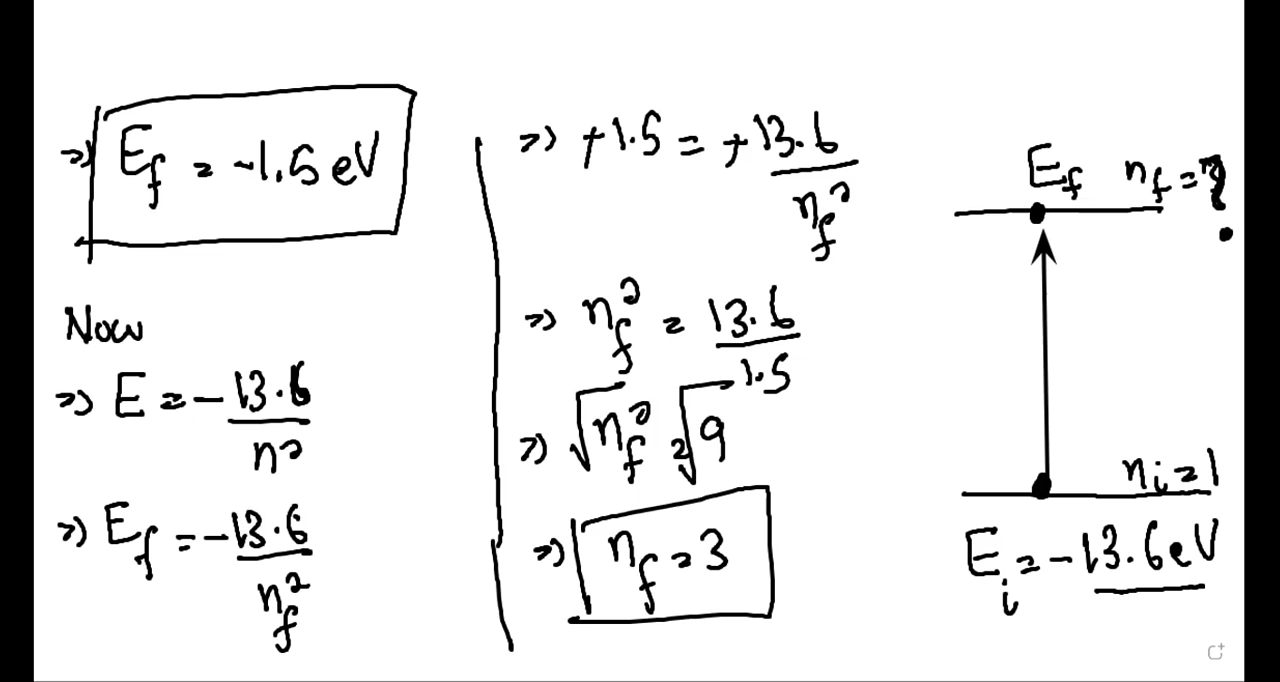 => E_f = -1.5 eV
Now
=> E = - 13.6 / n²
=> E_f = - 13.6 / n_f²
=> +1.5 = + 13.6 / n_f²
=> n_f² = 13.6 / 1.5
=> √n_f² = √9
=> n_f = 3
E_f n_f = ?
n_i = 1
E_i = -13.6 eV